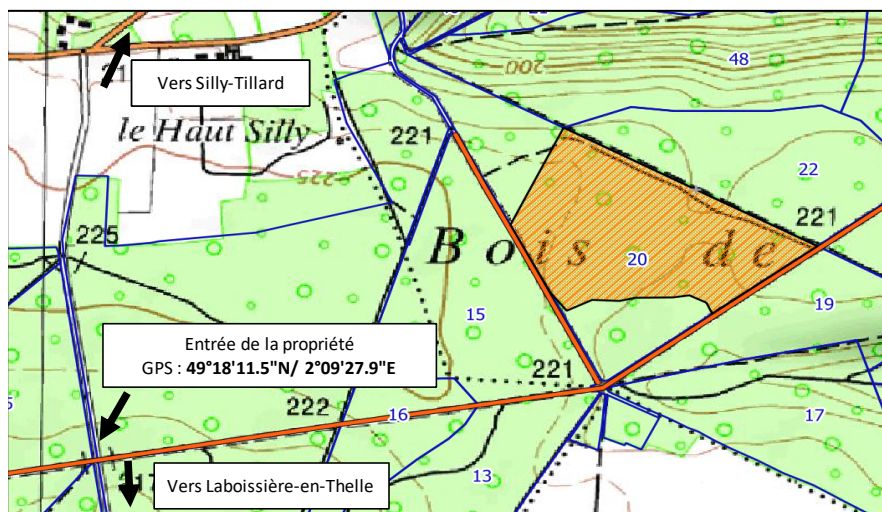 48
200
Vers Silly-Tillard
le Haut Silly
221
225
22
221
225
Bois de
20
19
15
Entrée de la propriété
GPS : 49°18'11.5"N/ 2°09'27.9"E
221
222
16
17
13
Vers Laboissière-en-Thelle